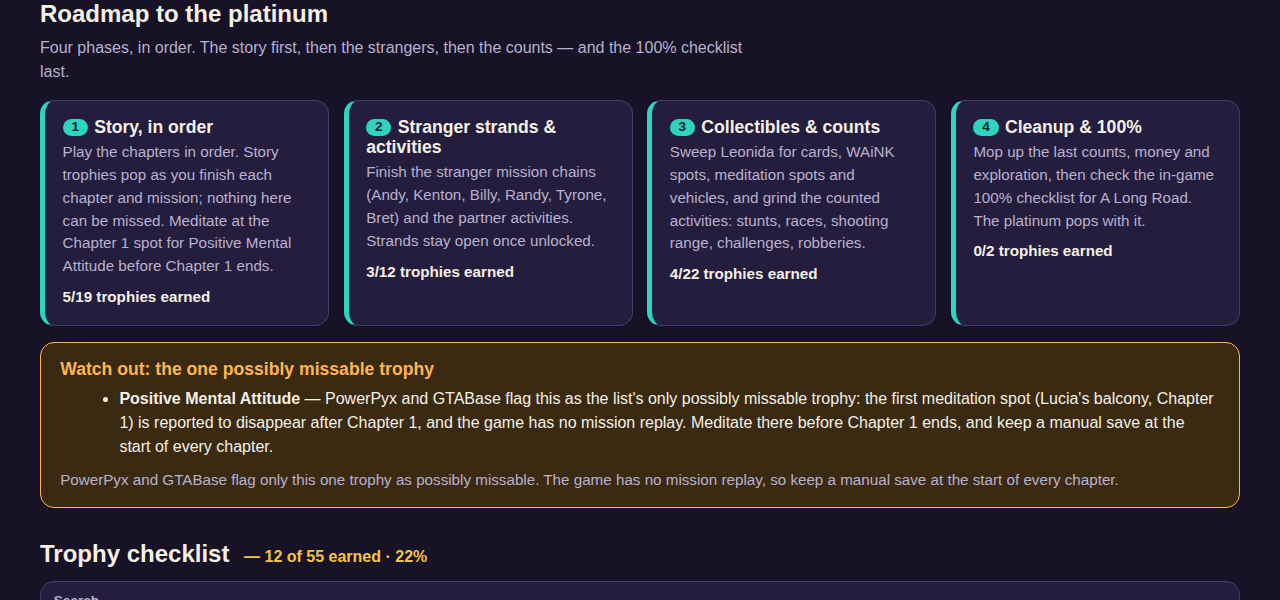 Roadmap to the platinum
Four phases, in order. The story first, then the strangers, then the counts — and the 100% checklist
last.
1 Story, in order
Play the chapters in order. Story
trophies pop as you finish each
chapter and mission; nothing here
can be missed. Meditate at the
Chapter 1 spot for Positive Mental
Attitude before Chapter 1 ends.
5/19 trophies earned
2 Stranger strands &
activities
Finish the stranger mission chains
(Andy, Kenton, Billy, Randy, Tyrone,
Bret) and the partner activities.
Strands stay open once unlocked.
3/12 trophies earned
3 Collectibles & counts
Sweep Leonida for cards, WAiNK
spots, meditation spots and
vehicles, and grind the counted
activities: stunts, races, shooting
range, challenges, robberies.
4/22 trophies earned
4 Cleanup & 100%
Mop up the last counts, money and
exploration, then check the in-game
100% checklist for A Long Road.
The platinum pops with it.
0/2 trophies earned
Watch out: the one possibly missable trophy
• Positive Mental Attitude — PowerPyx and GTABase flag this as the list's only possibly missable trophy: the first meditation spot (Lucia's balcony, Chapter
1) is reported to disappear after Chapter 1, and the game has no mission replay. Meditate there before Chapter 1 ends, and keep a manual save at the
start of every chapter.
PowerPyx and GTABase flag only this one trophy as possibly missable. The game has no mission replay, so keep a manual save at the start of every chapter.
Trophy checklist — 12 of 55 earned · 22%
Search